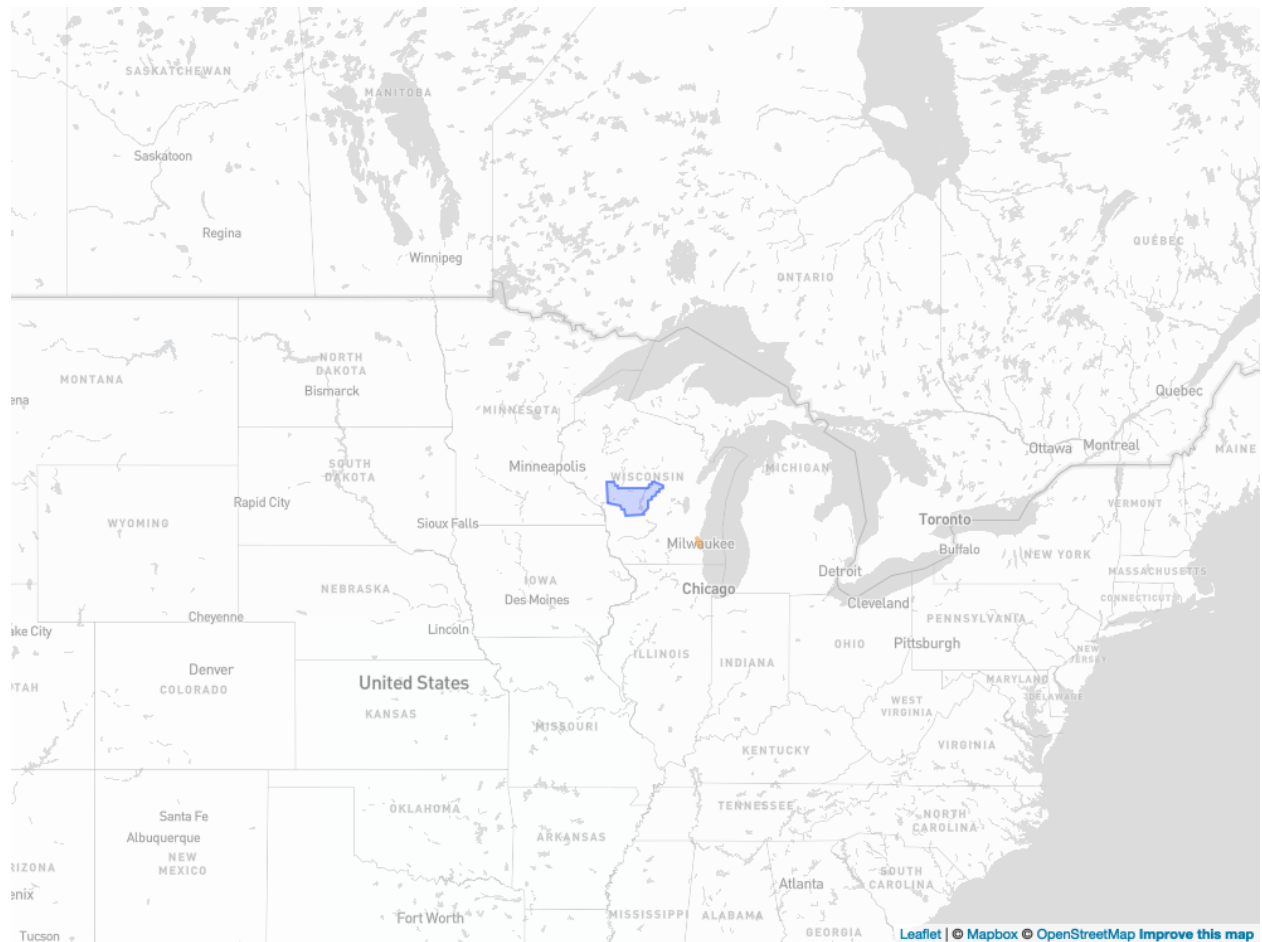 SASKATCHEWAN
MANITOBA
Saskatoon
Regina
Winnipeg
QUÉBEC
ONTARIO
NORTH
DAKOTA
MONTANA
Bismarck
ena
Quebec
MINNESOTA
Ottawa
Montreal
MAINE
Minneapolis
SOUTH
DAKOTA
WISCONSIN
MICHIGAN
Rapid City
VERMONT
WYOMING
Sioux Falls
Toronto
Milwaukee
Buffalo
NEW YORK
Detroit
MASSACHUSETTS
IOWA
NEBRASKA
Chicago
Des Moines
Cleveland
CONNECTICUT
Cheyenne
PENNSYLVANIA
ake City
Lincoln
OHIO
Pittsburgh
ILLINOIS
INDIANA
NEW
JERSEY
Denver
COLORADO
United States
MARYLAND
TAH
DELAWARE
WEST
VIRGINIA
KANSAS
MISSOURI
KENTUCKY
VIRGINIA
TENNESSEE
OKLAHOMA
Santa Fe
NORTH
CAROLINA
Albuquerque
ARKANSAS
NEW
MEXICO
RIZONA
SOUTH
CAROLINA
Atlanta
enix
Fort Worth
MISSISSIPPI
ALABAMA
GEORGIA
Tucson
Leaflet | © Mapbox © OpenStreetMap Improve this map